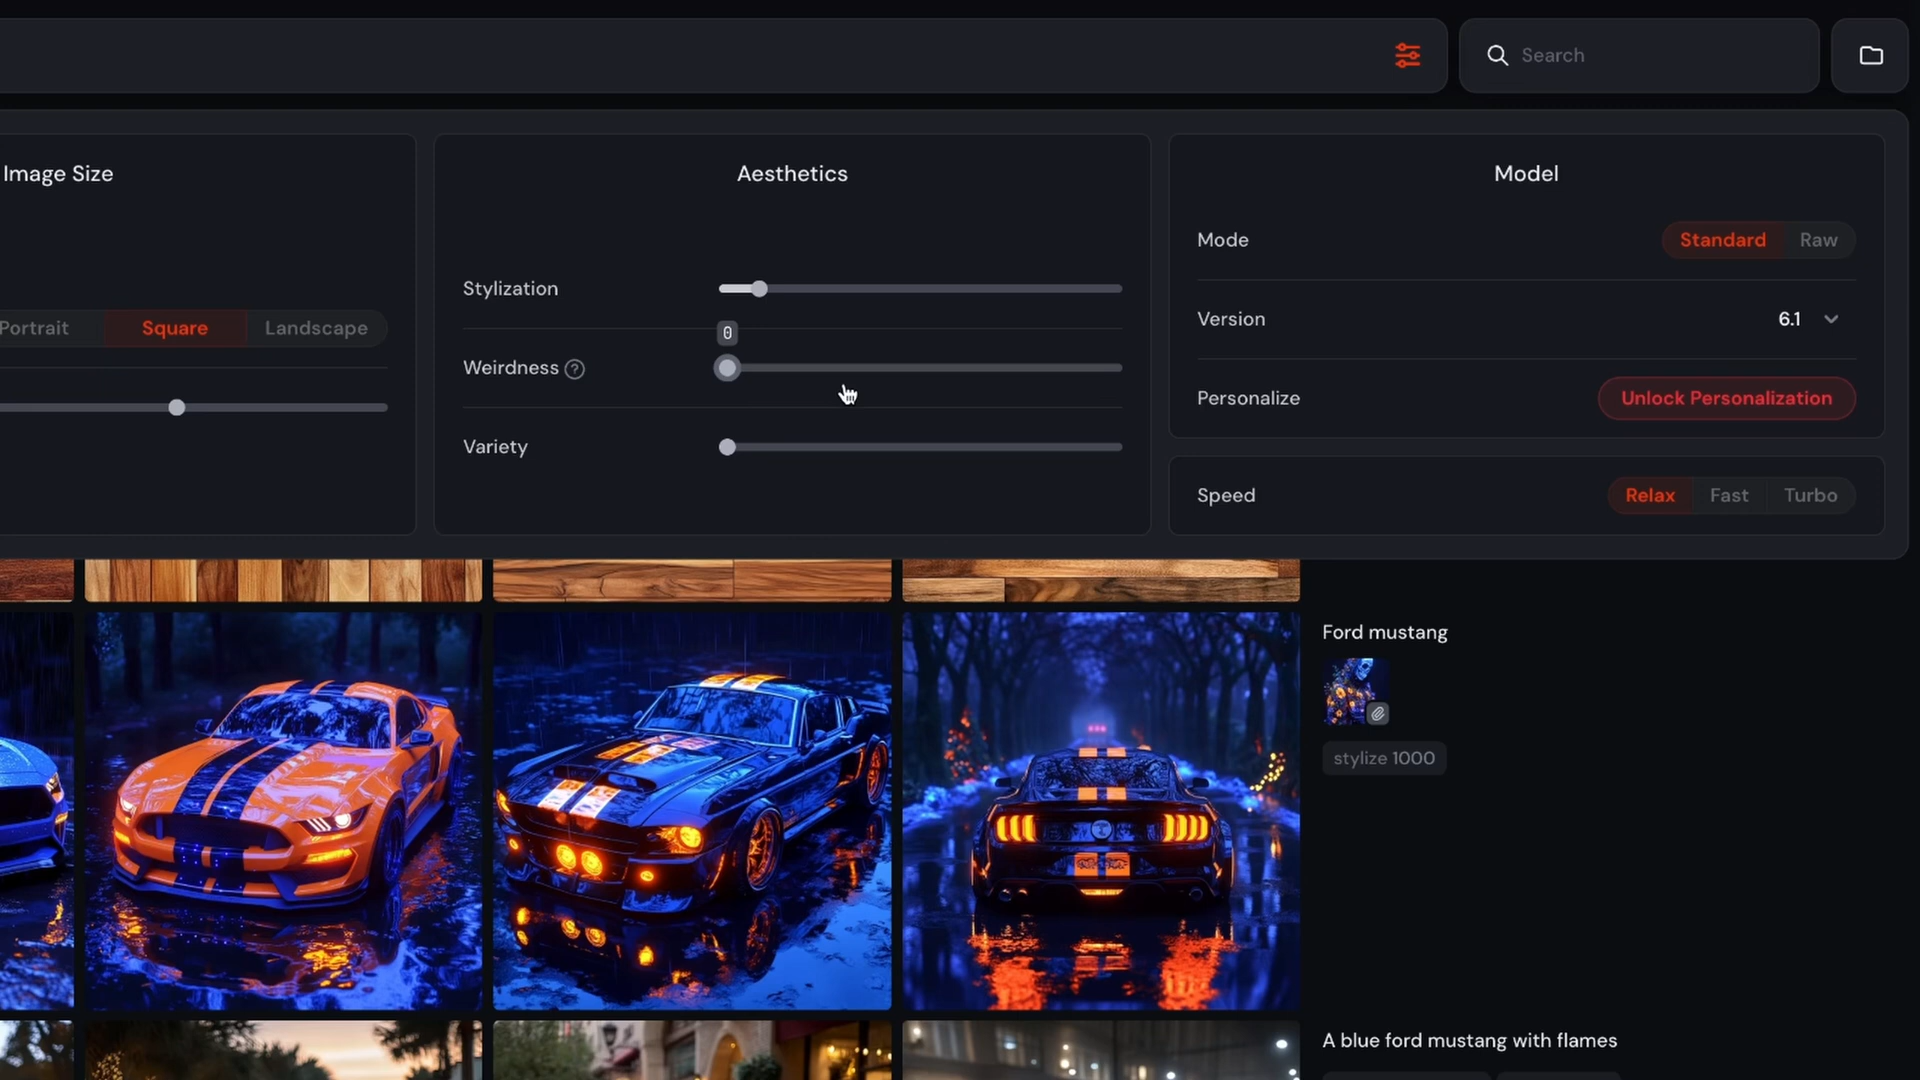 Search
Image Size
Portrait
Square
Landscape
Aesthetics
Stylization
0
Weirdness ?
Variety
Model
Mode
Standard
Raw
Version
6.1
Personalize
Unlock Personalization
Speed
Relax
Fast
Turbo
Ford mustang
stylize 1000
A blue ford mustang with flames